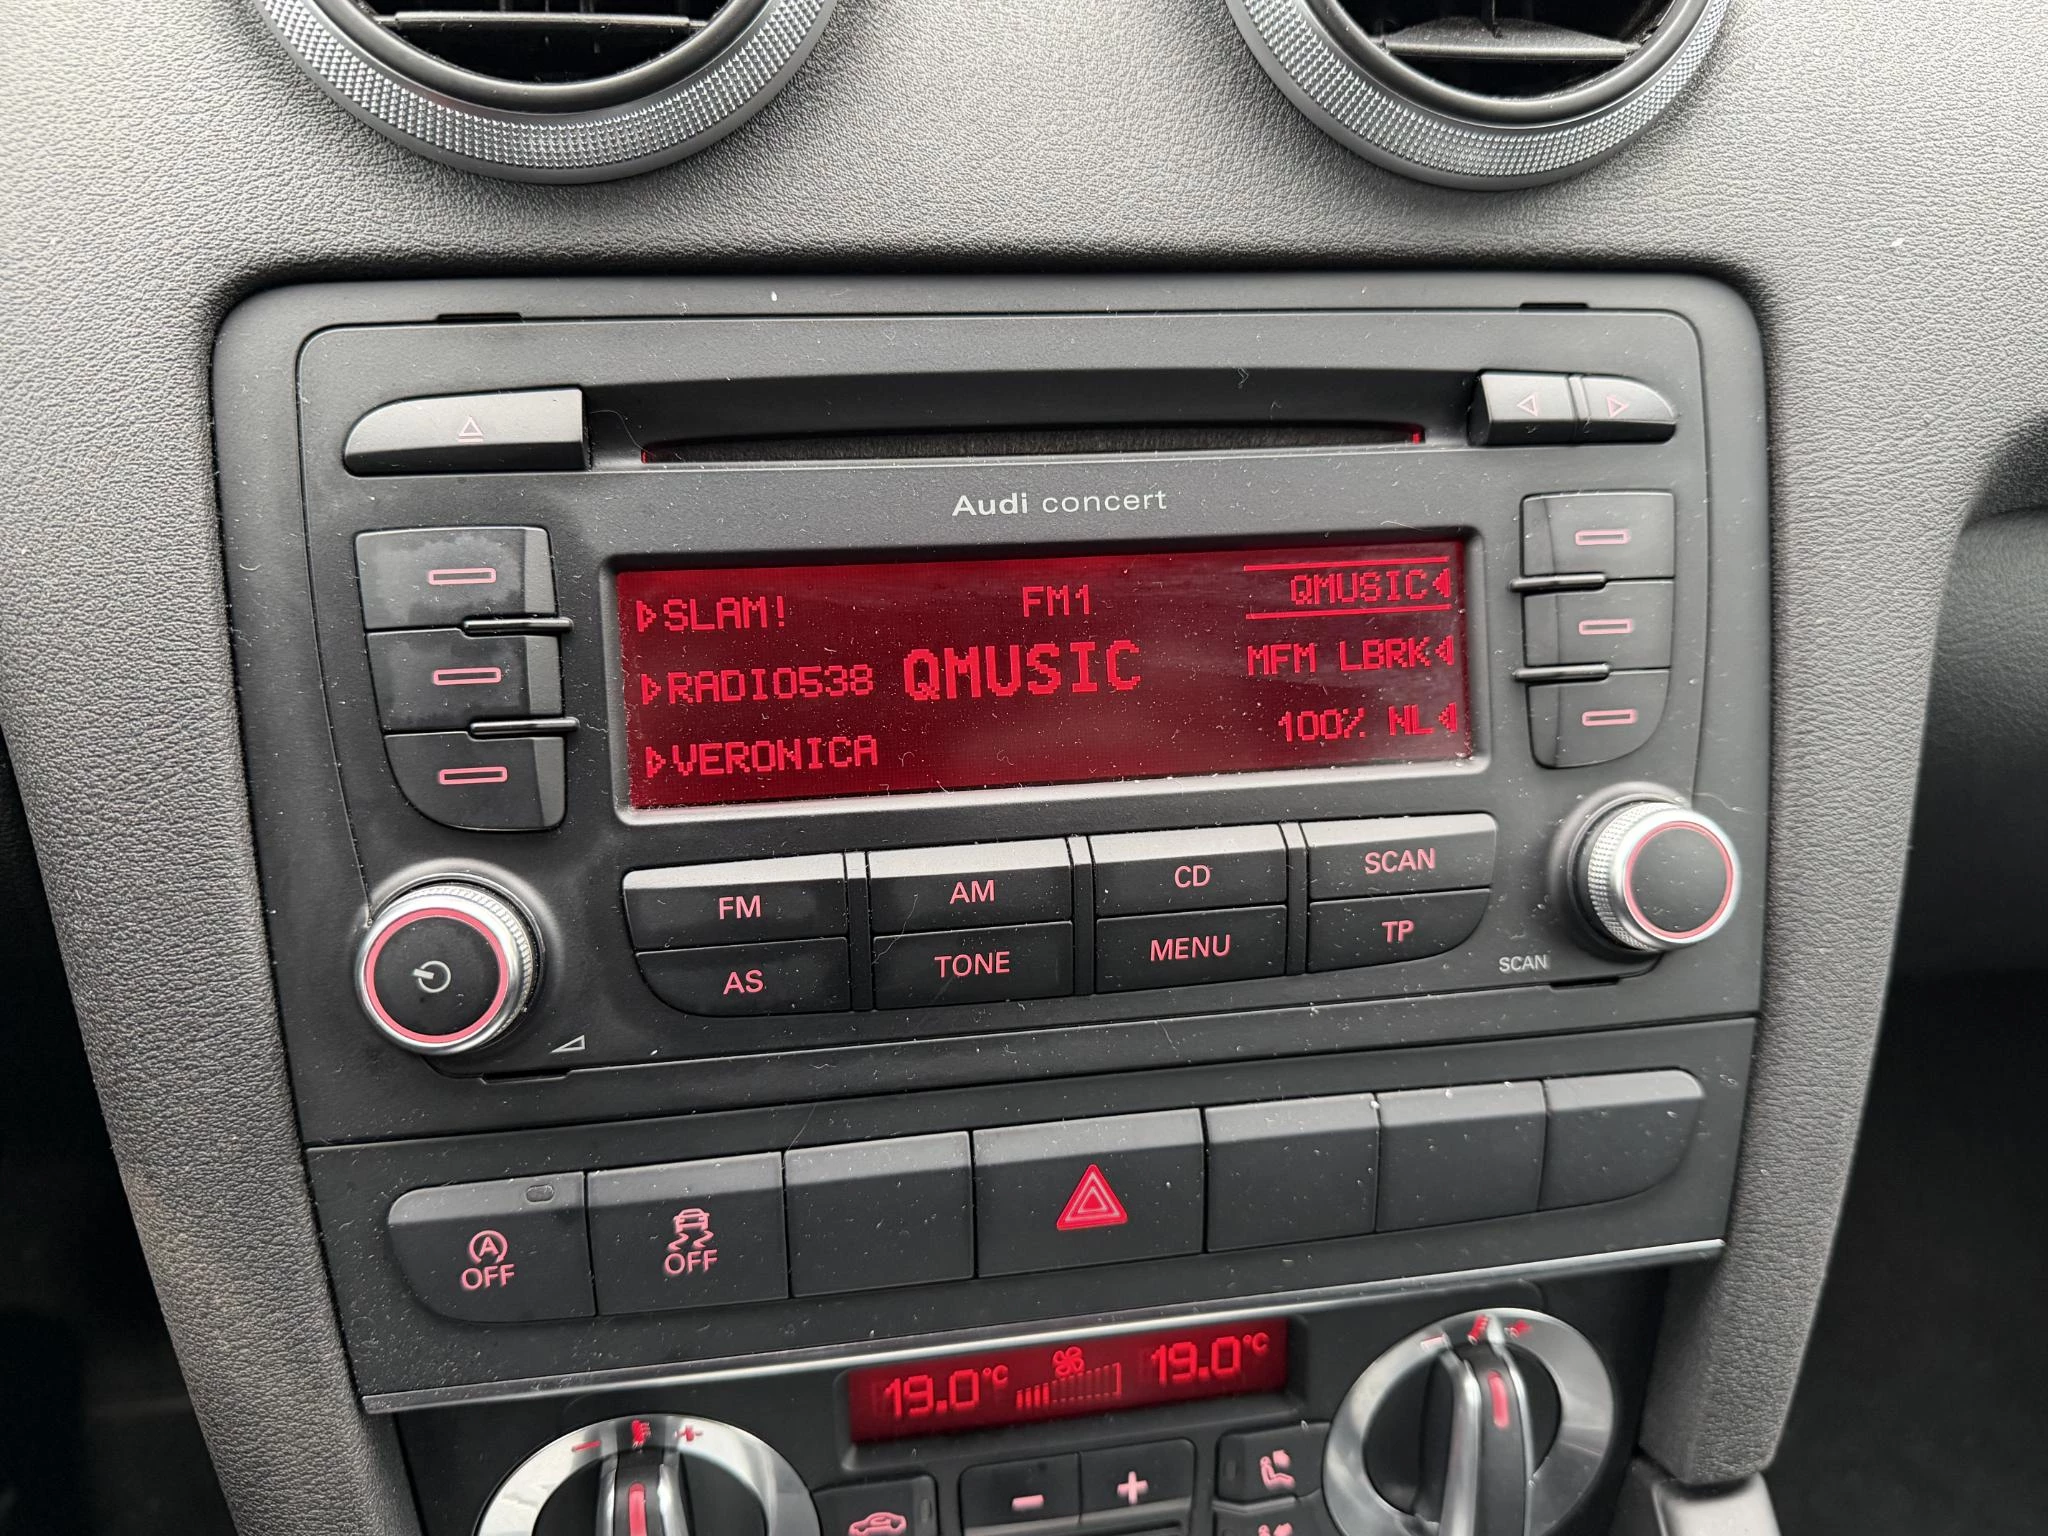 Audi concert
SLAM!
FM1
QMUSIC
RADIO538
QMUSIC
MFM LBRK
VERONICA
100% NL
FM
AM
CD
SCAN
AS
TONE
MENU
TP
SCAN
A
OFF
OFF
19.0°C
19.0°C